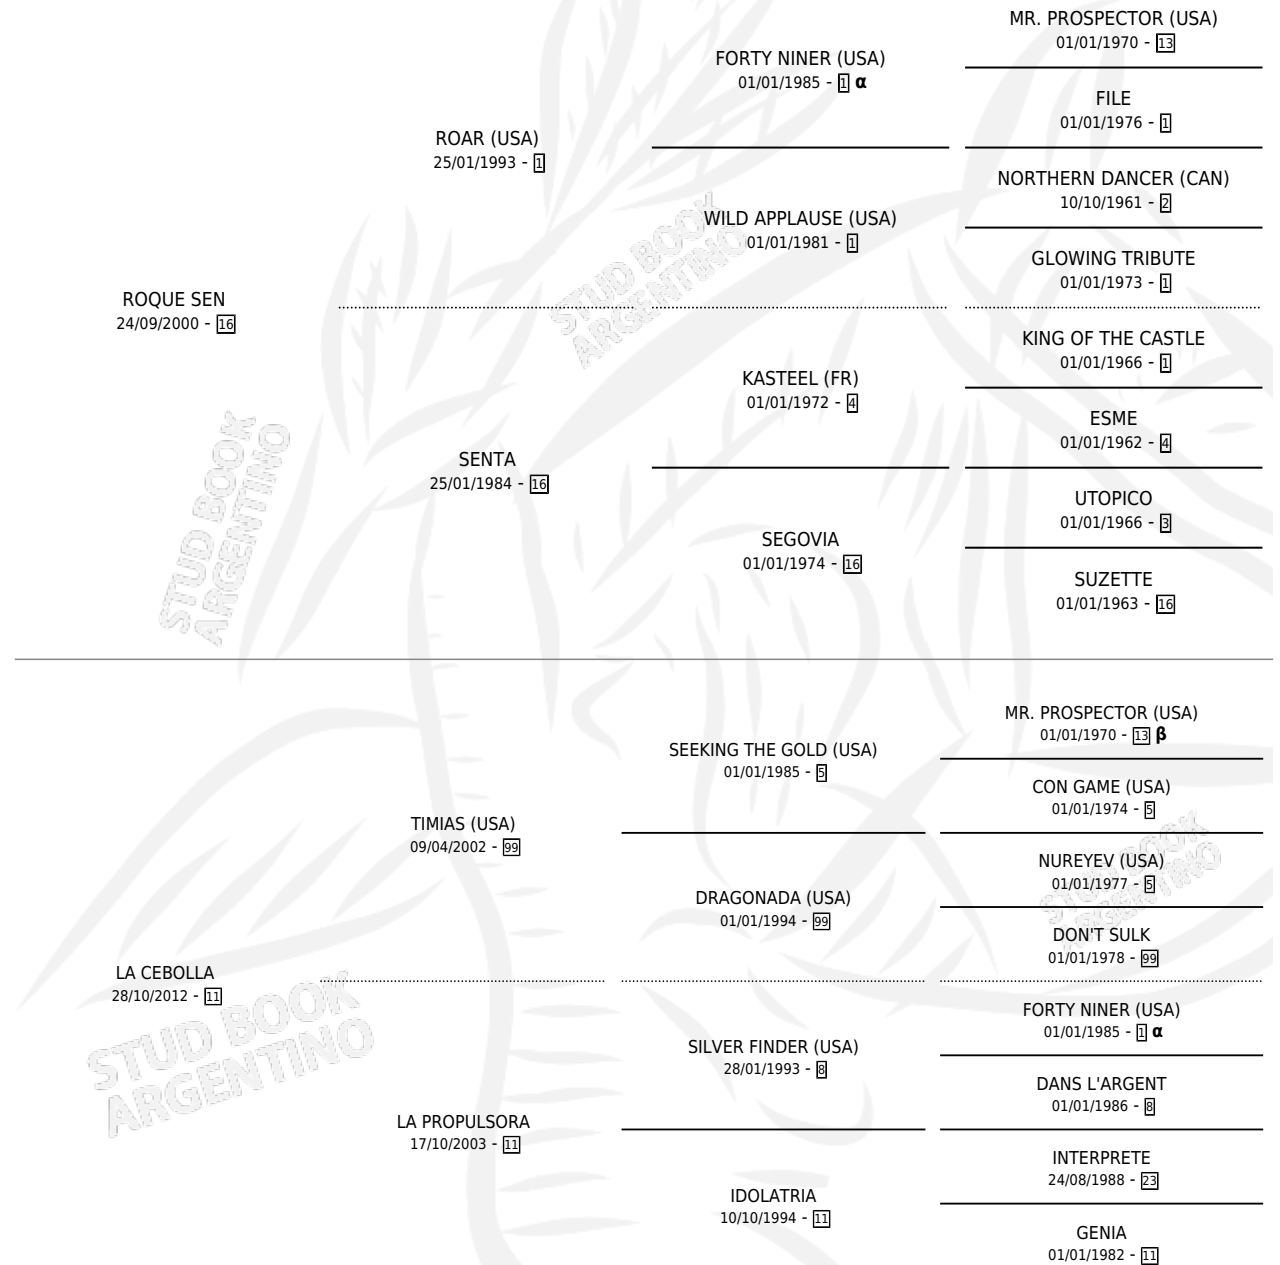 MR. PROSPECTOR (USA)
01/01/1970 - 13
FORTY NINER (USA)
01/01/1985 - 1 α
FILE
01/01/1976 - 1
ROAR (USA)
25/01/1993 - 1
NORTHERN DANCER (CAN)
10/10/1961 - 2
WILD APPLAUSE (USA)
01/01/1981 - 1
GLOWING TRIBUTE
01/01/1973 - 1
STUD BOOK
ARGENTINO
ROQUE SEN
24/09/2000 - 16
KING OF THE CASTLE
01/01/1966 - 1
KASTEEL (FR)
01/01/1972 - 4
ESME
01/01/1962 - 4
SENTA
25/01/1984 - 16
UTOPICO
01/01/1966 - 3
SEGOVIA
01/01/1974 - 16
SUZETTE
01/01/1963 - 16
STUD BOOK
ARGENTINO
MR. PROSPECTOR (USA)
01/01/1970 - 13 β
SEEKING THE GOLD (USA)
01/01/1985 - 5
CON GAME (USA)
01/01/1974 - 5
TIMIAS (USA)
09/04/2002 - 99
NUREYEV (USA)
01/01/1977 - 5
STUD BOOK
ARGENTINO
DRAGONADA (USA)
01/01/1994 - 99
DON'T SULK
01/01/1978 - 99
LA CEBOLLA
28/10/2012 - 11
STUD BOOK
ARGENTINO
FORTY NINER (USA)
01/01/1985 - 1 α
SILVER FINDER (USA)
28/01/1993 - 8
DANS L'ARGENT
01/01/1986 - 8
LA PROPULSORA
17/10/2003 - 11
INTERPRETE
24/08/1988 - 23
IDOLATRIA
10/10/1994 - 11
GENIA
01/01/1982 - 11